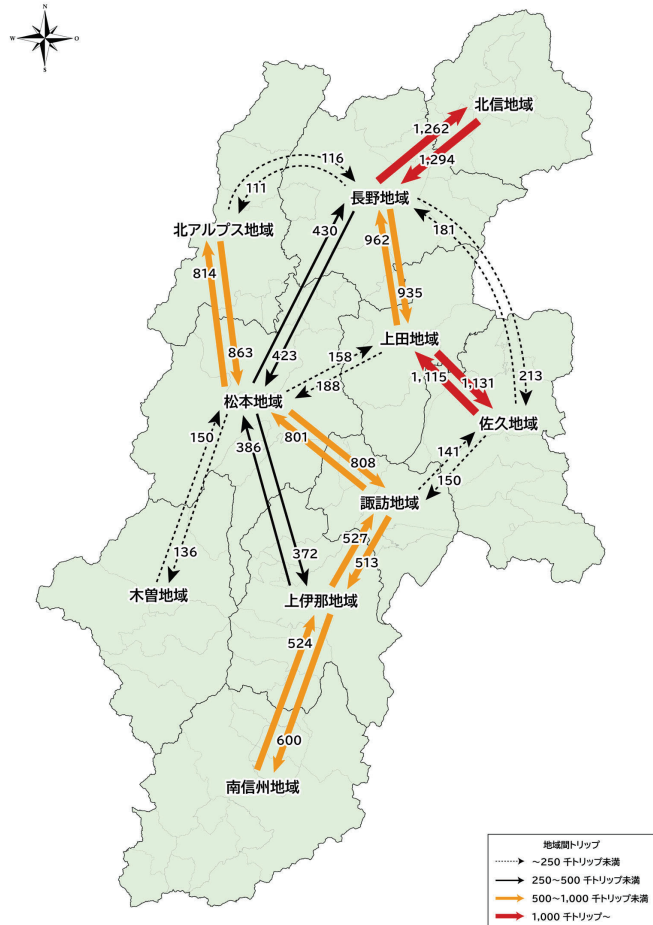 N
W
O
S
北信地域
1,262
1,294
116
111
長野地域
北アルプス地域
430
962
181
814
935
上田地域
863
423
158
1,115
1,131
213
188
松本地域
佐久地域
150
386
801
808
141
150
諏訪地域
136
372
527
513
木曽地域
上伊那地域
524
600
南信州地域
地域間トリップ
～250 千トリップ未満
250～500 千トリップ未満
500～1,000 千トリップ未満
1,000 千トリップ～